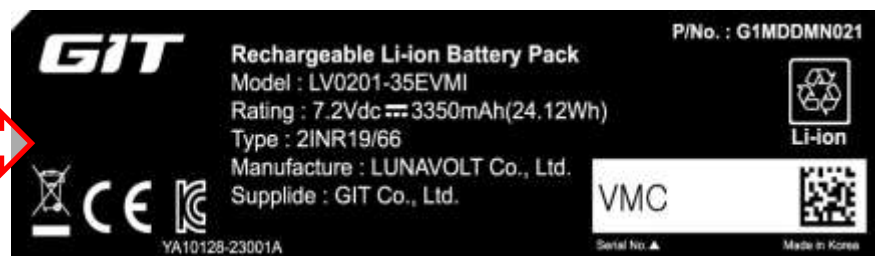 GIT
P/No. : G1MDDMN021
Rechargeable Li-ion Battery Pack
Model : LV0201-35EVMI
Rating : 7.2Vdc ⎓ 3350mAh(24.12Wh)
Type : 2INR19/66
Manufacture : LUNAVOLT Co., Ltd.
Supplide : GIT Co., Ltd.
Li-ion
CE
VMC
YA10128-23001A
Serial No.▲
Made in Korea